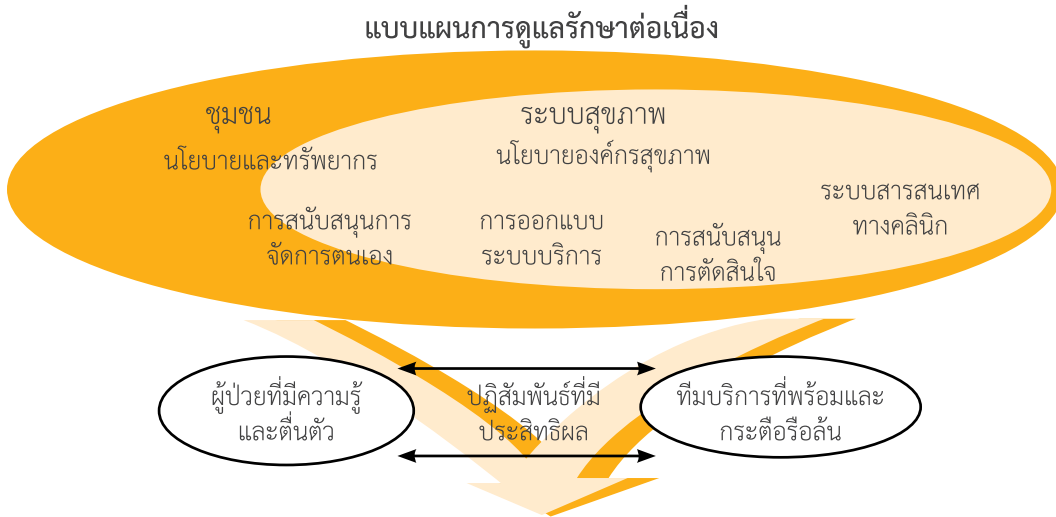 แบบแผนการดูแลรักษาต่อเนื่อง
ชุมชน
นโยบายและทรัพยากร
ระบบสุขภาพ
นโยบายองค์กรสุขภาพ
การสนับสนุนการ
จัดการตนเอง
การออกแบบ
ระบบบริการ
การสนับสนุน
การตัดสินใจ
ระบบสารสนเทศ
ทางคลินิก
ผู้ป่วยที่มีความรู้
และตื่นตัว
ปฏิสัมพันธ์ที่มี
ประสิทธิผล
ทีมบริการที่พร้อมและ
กระตือรือล้น